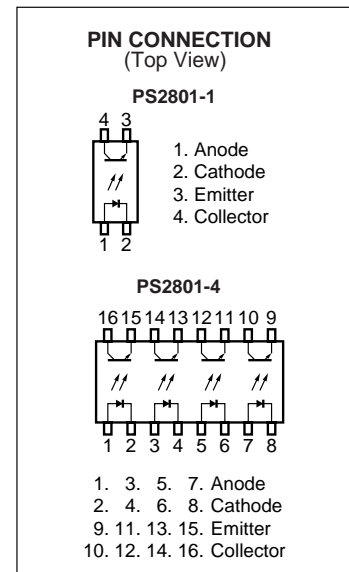 PIN CONNECTION
(Top View)
PS2801-1
4 3
1. Anode
2. Cathode
3. Emitter
4. Collector
1 2
PS2801-4
16 15 14 13 12 11 10 9
1 2 3 4 5 6 7 8
1. 3. 5. 7. Anode
2. 4. 6. 8. Cathode
9. 11. 13. 15. Emitter
10. 12. 14. 16. Collector